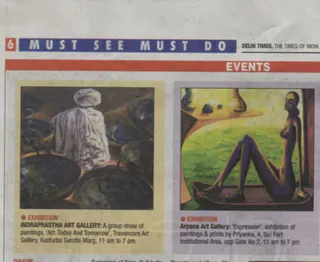 6 MUST SEE MUST DO DELHI TIMES, THE TIMES OF INDIA
EVENTS
EXHIBITION
INDRAPRASTHA ART GALLERY: A group show of
paintings, 'Art: Today And Tomorrow', Travancore Art
Gallery, Kasturba Gandhi Marg, 11 am to 7 pm
EXHIBITION
Arpana Art Gallery: 'Expression', exhibition of
paintings & prints by Priyanka, 4, Siri Fort
Institutional Area, opp Gate No.2, 11 am to 7 pm